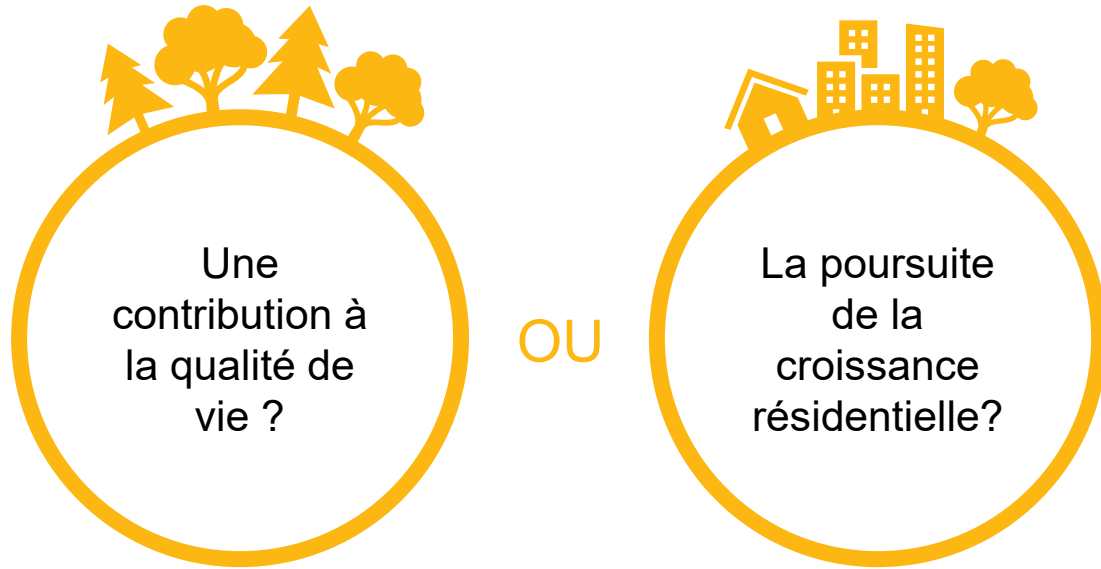 Une
contribution à
la qualité de
vie ?
OU
La poursuite
de la
croissance
résidentielle?